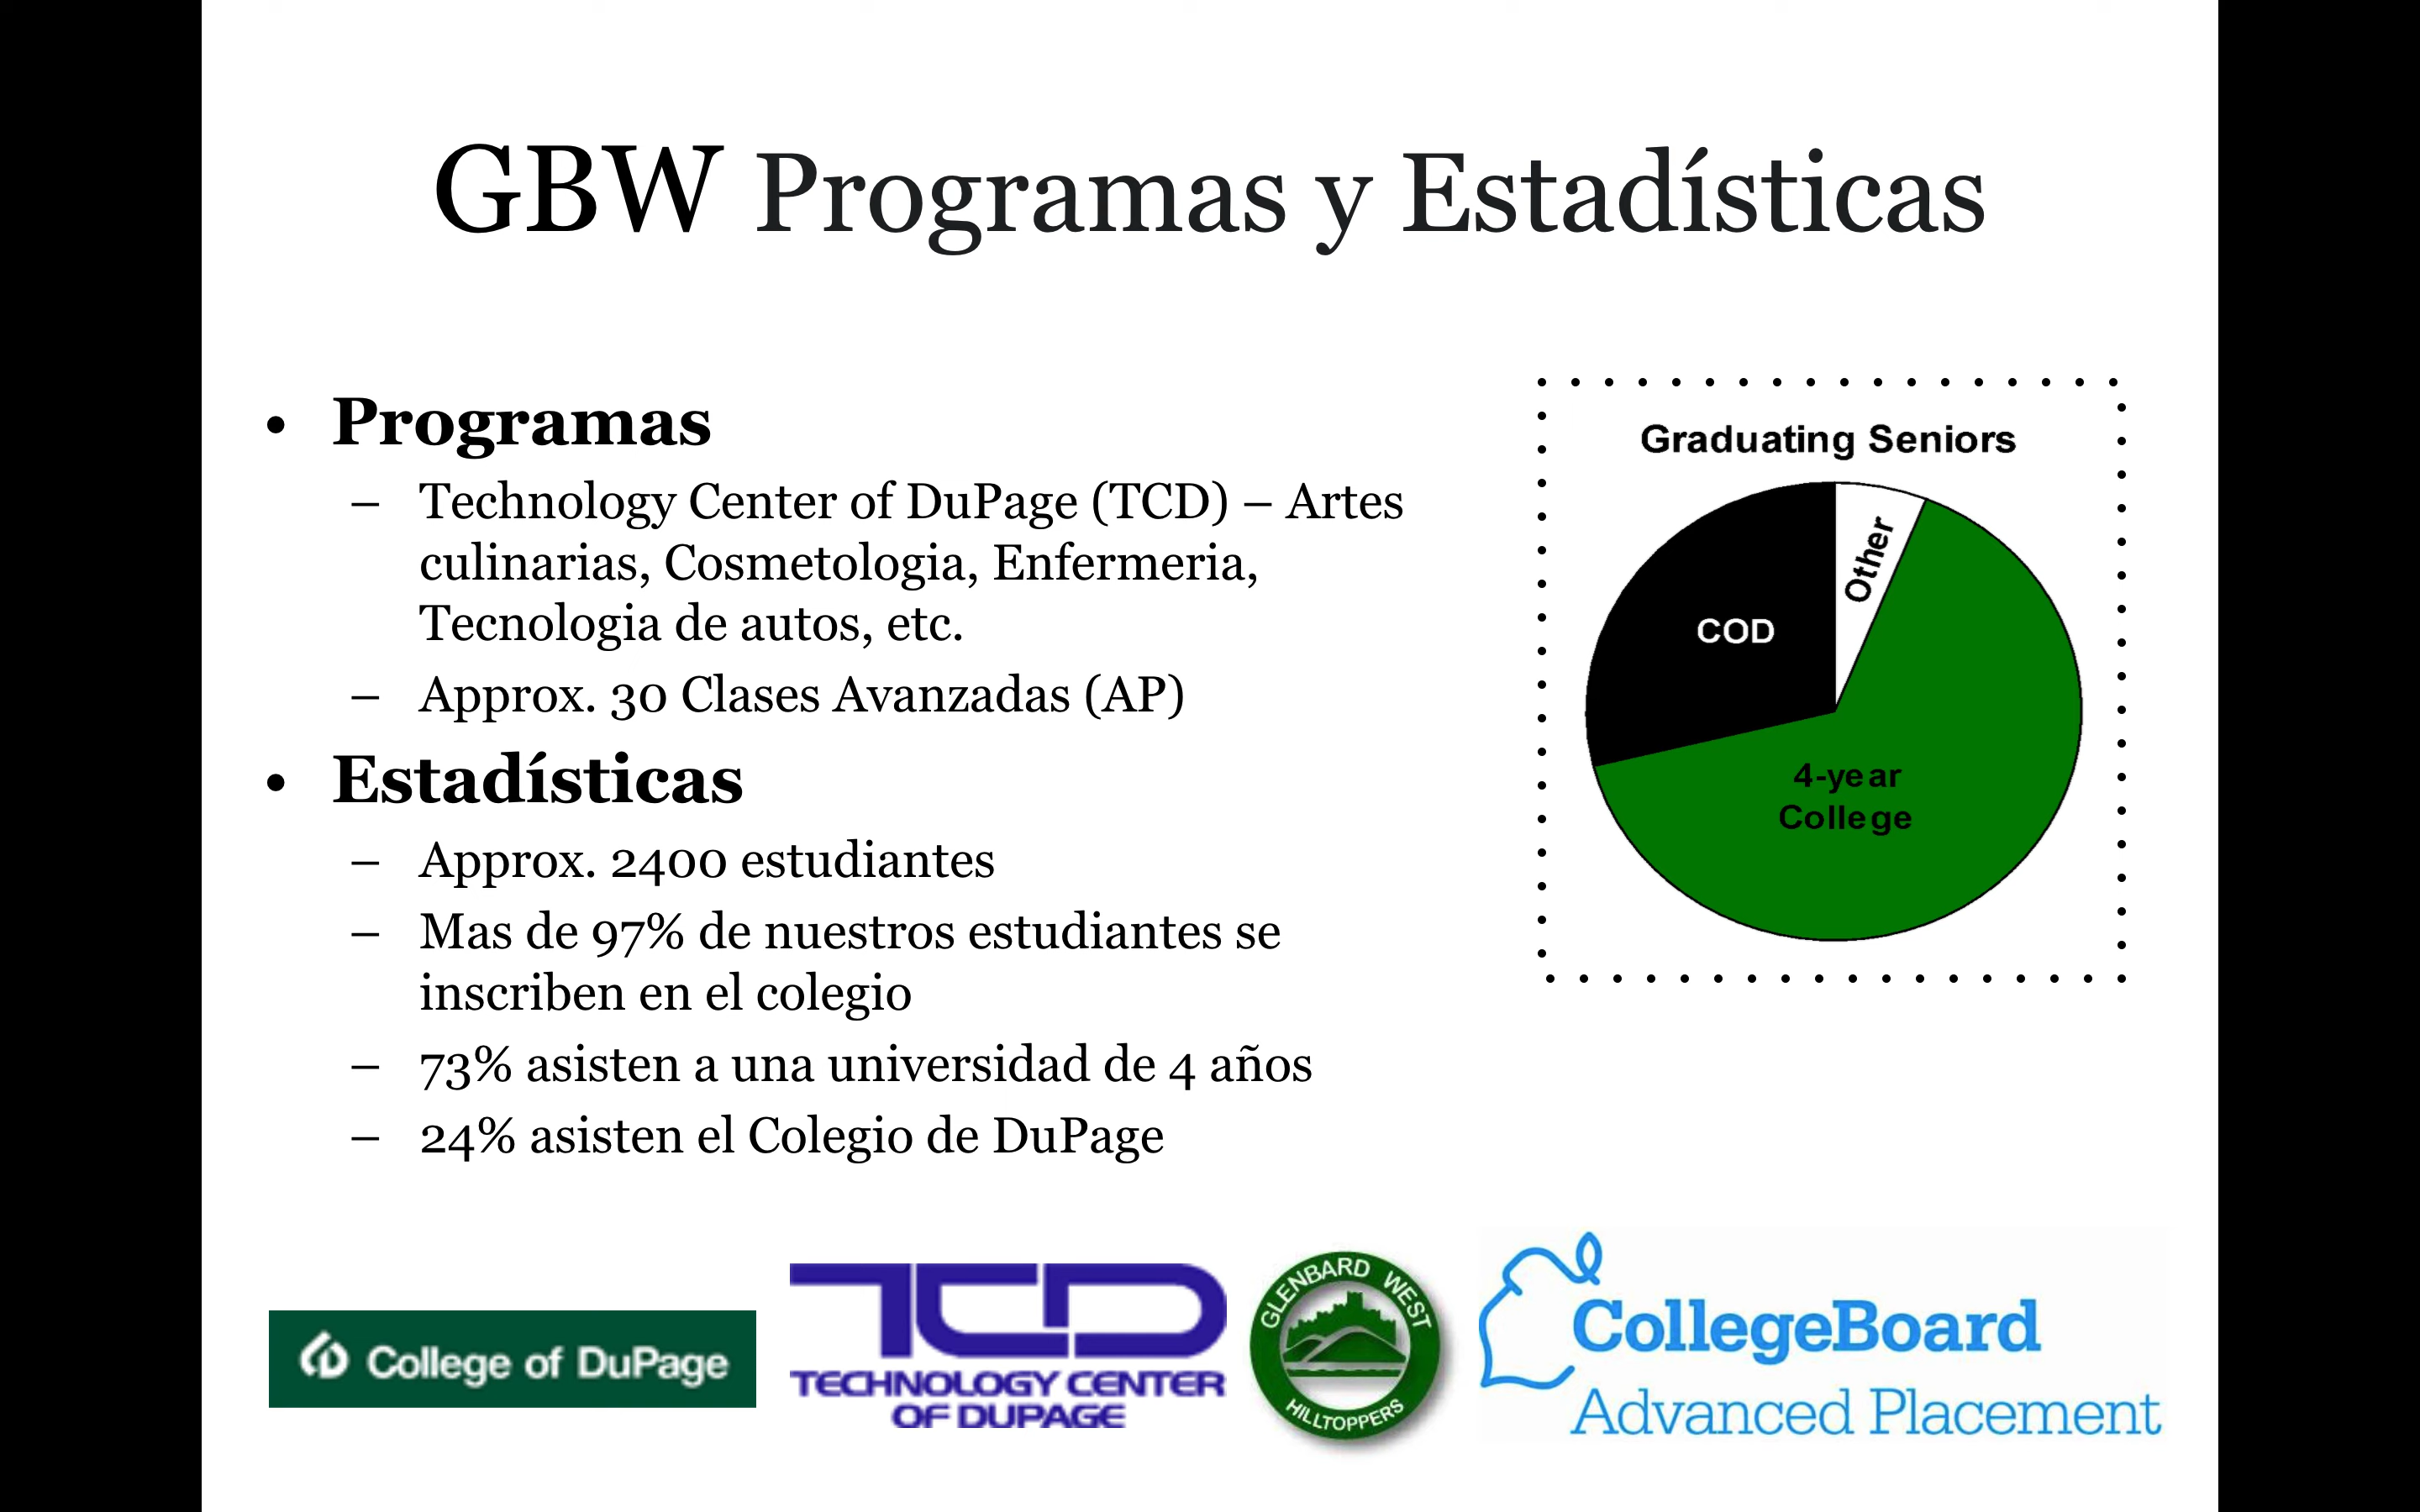 GBW Programas y Estadísticas
• Programas
– Technology Center of DuPage (TCD) – Artes
culinarias, Cosmetologia, Enfermeria,
Tecnologia de autos, etc.
– Approx. 30 Clases Avanzadas (AP)
• Estadísticas
– Approx. 2400 estudiantes
– Mas de 97% de nuestros estudiantes se
inscriben en el colegio
– 73% asisten a una universidad de 4 años
– 24% asisten el Colegio de DuPage
Graduating Seniors
Other
COD
4-year
College
College of DuPage
TCD
TECHNOLOGY CENTER
OF DUPAGE
GLENBARD WEST
HILLTOPPERS
CollegeBoard
Advanced Placement